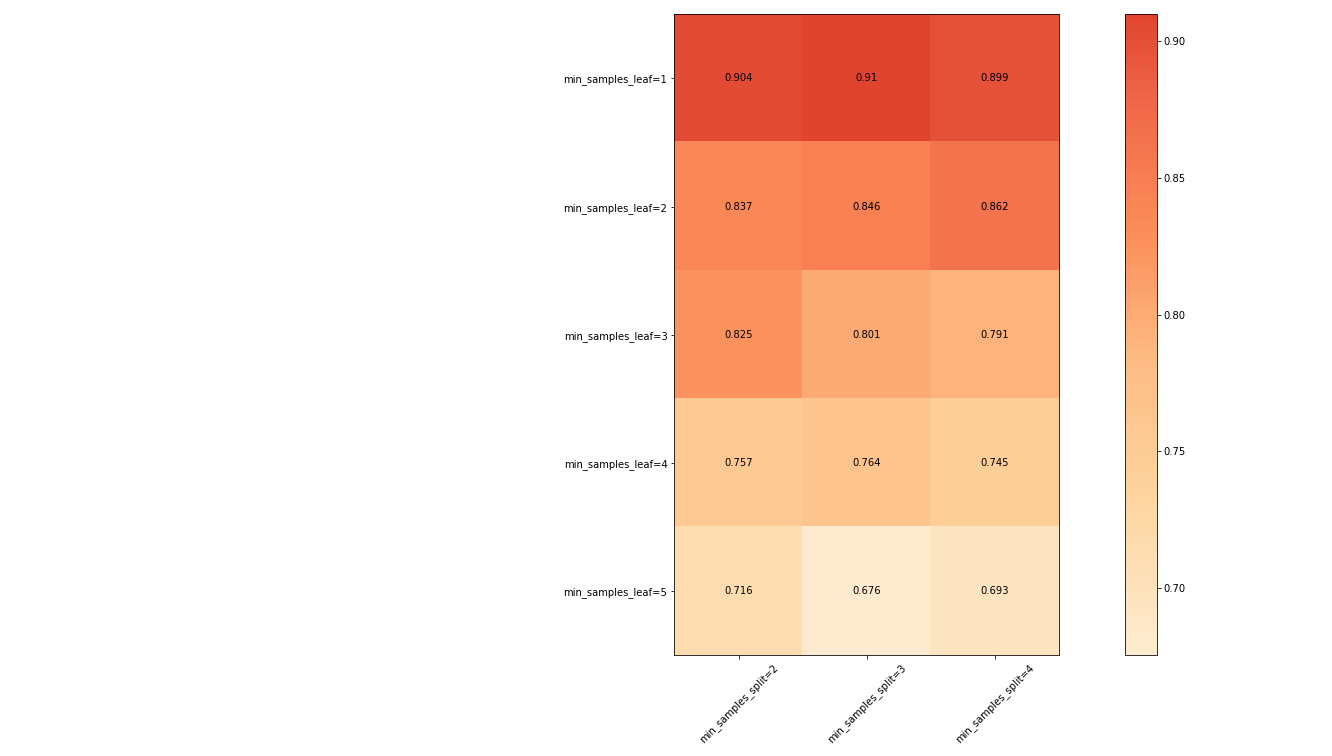 min_samples_leaf=1 0.904 0.91 0.899
min_samples_leaf=2 0.837 0.846 0.862
min_samples_leaf=3 0.825 0.801 0.791
min_samples_leaf=4 0.757 0.764 0.745
min_samples_leaf=5 0.716 0.676 0.693
min_samples_split=2
min_samples_split=3
min_samples_split=4
0.90
0.85
0.80
0.75
0.70